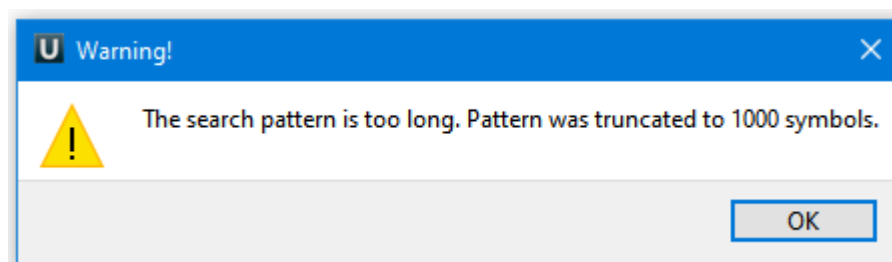 U Warning!
The search pattern is too long. Pattern was truncated to 1000 symbols.
OK